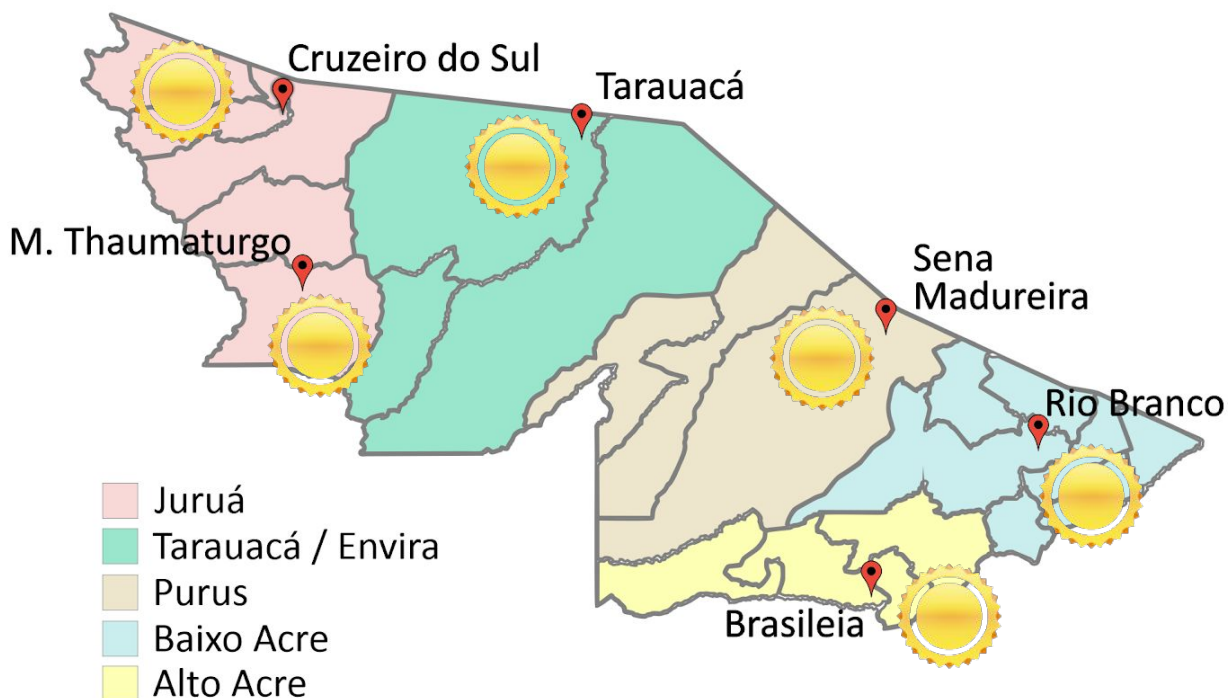 Cruzeiro do Sul
Tarauacá
M. Thaumaturgo
Sena
Madureira
Rio Branco
Brasileia
Juruá
Tarauacá / Envira
Purus
Baixo Acre
Alto Acre